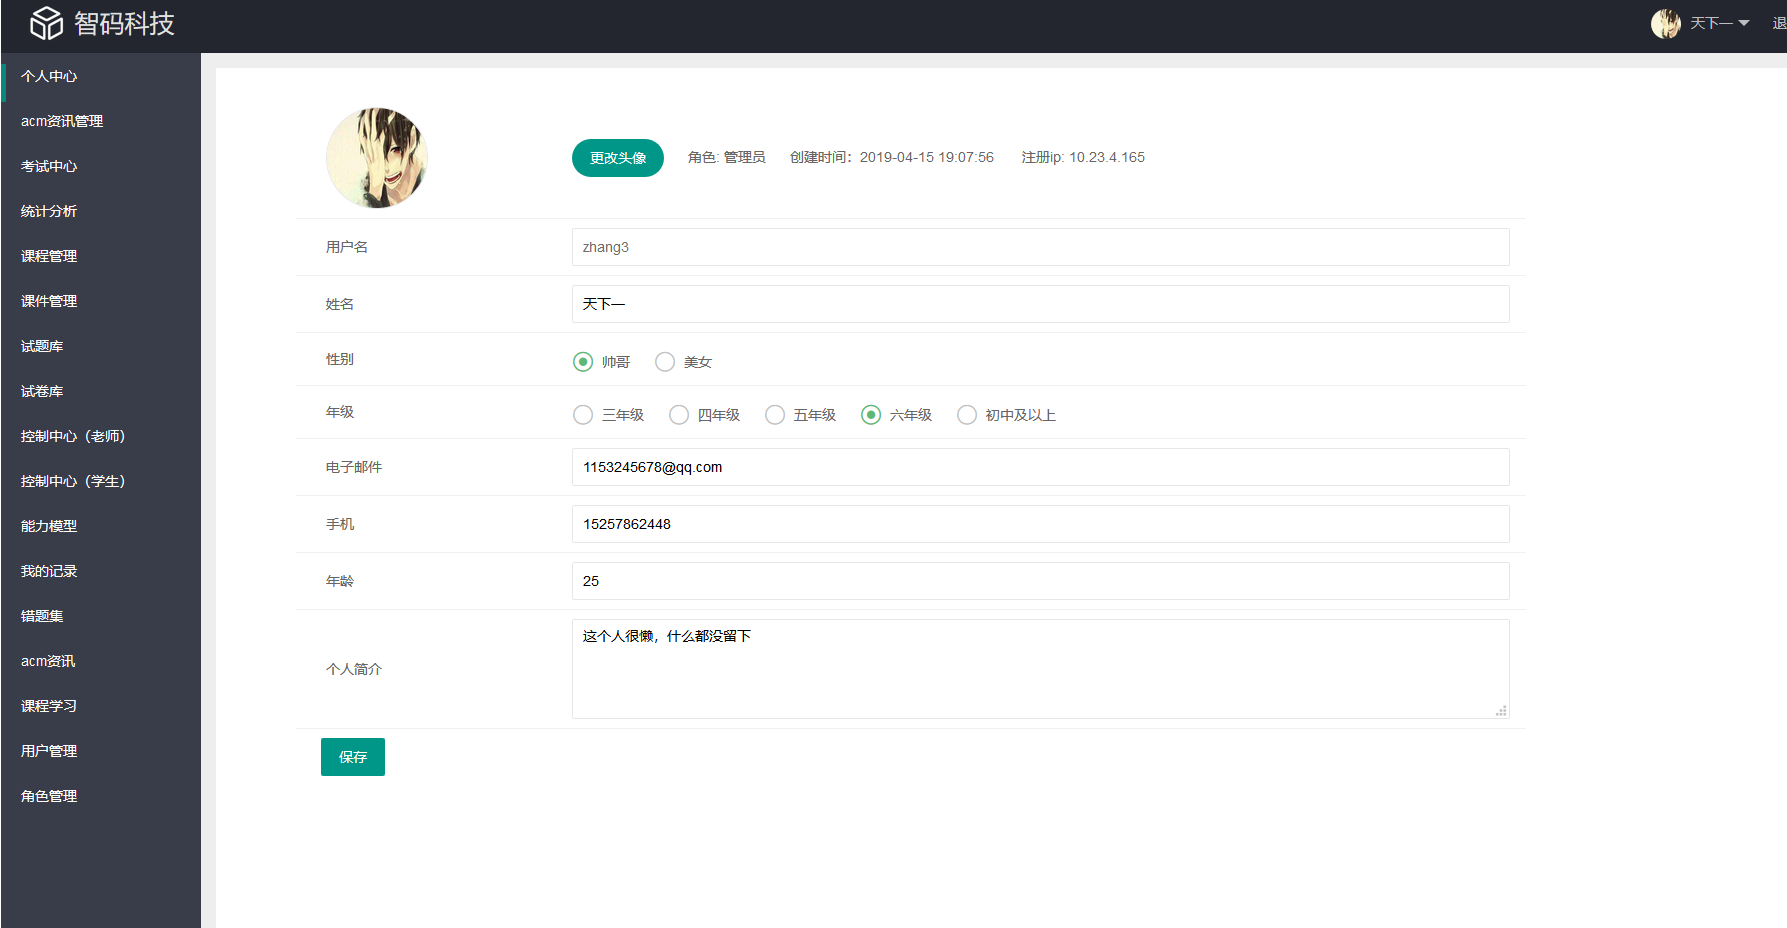 智码科技
天下一
退
个人中心
acm资讯管理
考试中心
统计分析
课程管理
课件管理
试题库
试卷库
控制中心（老师）
控制中心（学生）
能力模型
我的记录
错题集
acm资讯
课程学习
用户管理
角色管理
更改头像 角色: 管理员 创建时间：2019-04-15 19:07:56 注册ip: 10.23.4.165
用户名 zhang3
姓名 天下一
性别 帅哥 美女
年级 三年级 四年级 五年级 六年级 初中及以上
电子邮件 1153245678@qq.com
手机 15257862448
年龄 25
个人简介 这个人很懒，什么都没留下
保存